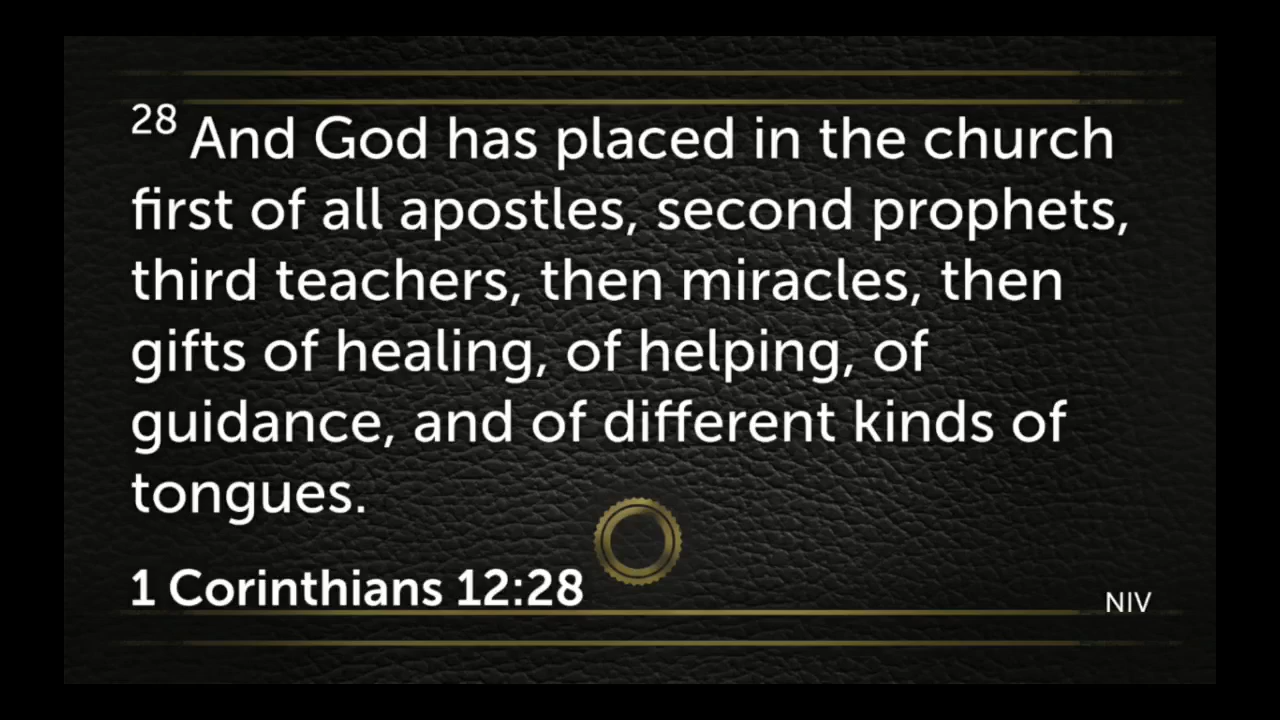 28 And God has placed in the church
first of all apostles, second prophets,
third teachers, then miracles, then
gifts of healing, of helping, of
guidance, and of different kinds of
tongues.
1 Corinthians 12:28
NIV